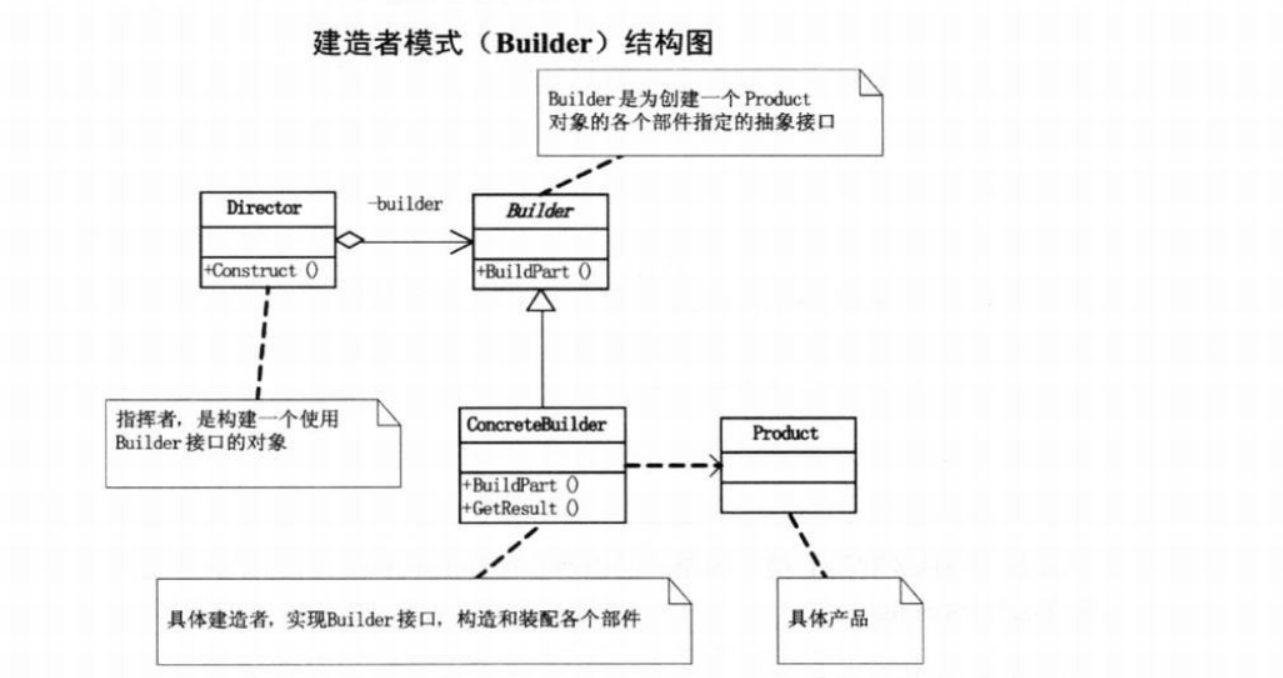 建造者模式（Builder）结构图
Builder是为创建一个Product
对象的各个部件指定的抽象接口
Director
-builder
Builder
+Construct ()
+BuildPart ()
指挥者，是构建一个使用
Builder接口的对象
ConcreteBuilder
Product
+BuildPart ()
+GetResult ()
具体建造者，实现Builder接口，构造和装配各个部件
具体产品